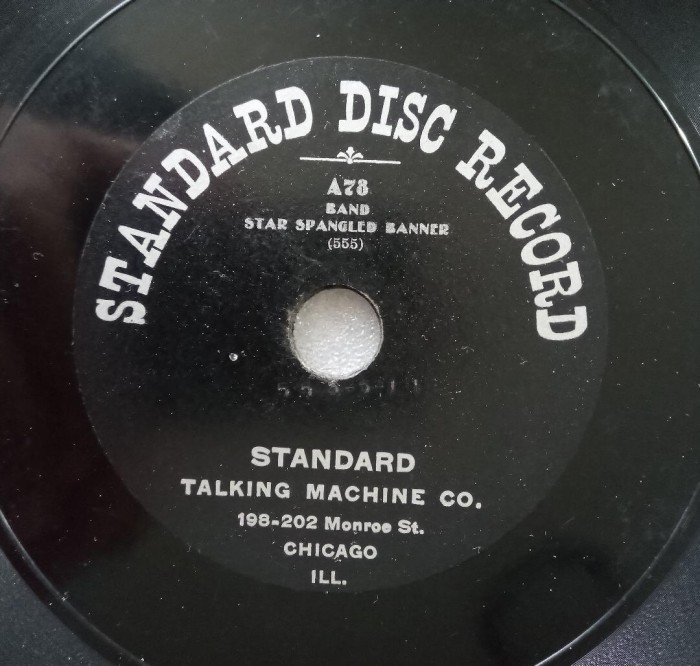 STANDARD DISC RECORD
A78
BAND
STAR SPANGLED BANNER
(555)
STANDARD
TALKING MACHINE CO.
198-202 Monroe St.
CHICAGO
ILL.